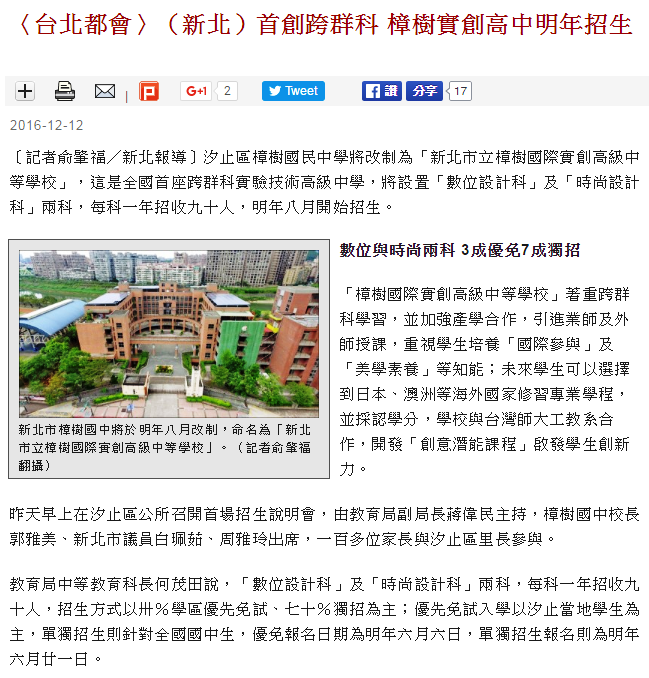 〈台北都會〉（新北）首創跨群科 樟樹實創高中明年招生
G+1 2 Tweet 讚 分享 17
2016-12-12
〔記者俞肇福／新北報導〕汐止區樟樹國民中學將改制為「新北市立樟樹國際實創高級中
等學校」，這是全國首座跨群科實驗技術高級中學，將設置「數位設計科」及「時尚設計
科」兩科，每科一年招收九十人，明年八月開始招生。
數位與時尚兩科 3成優免7成獨招
「樟樹國際實創高級中等學校」著重跨群
科學習，並加強產學合作，引進業師及外
師授課，重視學生培養「國際參與」及
「美學素養」等知能；未來學生可以選擇
到日本、澳洲等海外國家修習專業學程，
並採認學分，學校與台灣師大工教系合
作，開發「創意潛能課程」啟發學生創新
力。
新北市樟樹國中將於明年八月改制，命名為「新北
市立樟樹國際實創高級中等學校」。（記者俞肇福
翻攝）
昨天早上在汐止區公所召開首場招生說明會，由教育局副局長蔣偉民主持，樟樹國中校長
郭雅美、新北市議員白珮茹、周雅玲出席，一百多位家長與汐止區里長參與。
教育局中等教育科長何茂田說，「數位設計科」及「時尚設計科」兩科，每科一年招收九
十人，招生方式以卅％學區優先免試、七十％獨招為主；優先免試入學以汐止當地學生為
主，單獨招生則針對全國國中生，優免報名日期為明年六月六日，單獨招生報名則為明年
六月廿一日。